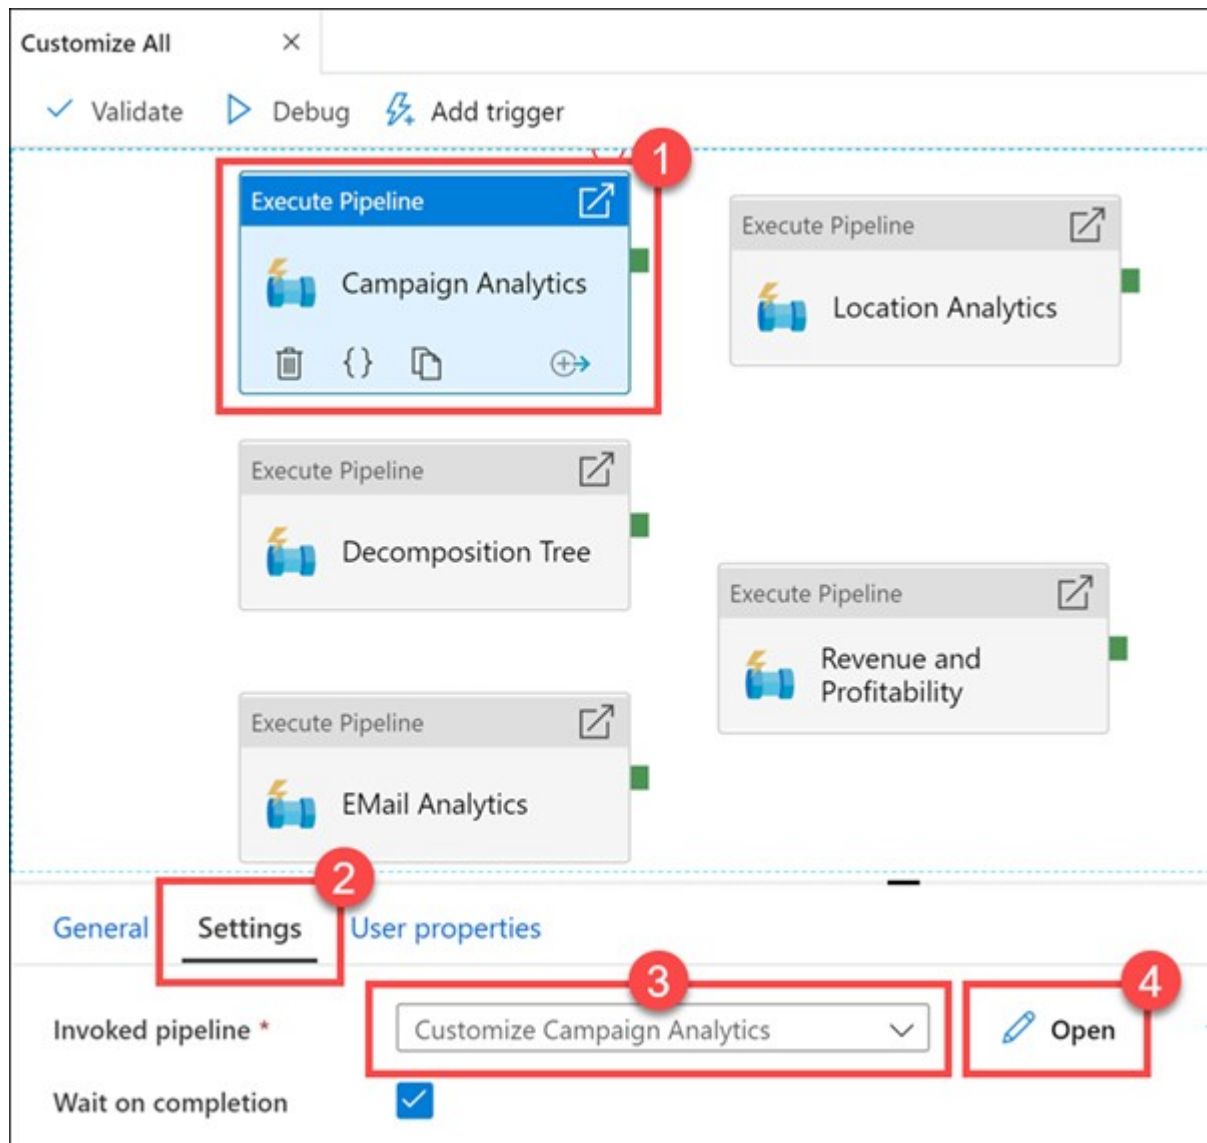 Customize All
Validate Debug Add trigger
1
Execute Pipeline
Campaign Analytics
Execute Pipeline
Location Analytics
Execute Pipeline
Decomposition Tree
Execute Pipeline
Revenue and
Profitability
Execute Pipeline
EMail Analytics
2
General Settings User properties
3
4
Invoked pipeline * Customize Campaign Analytics Open
Wait on completion